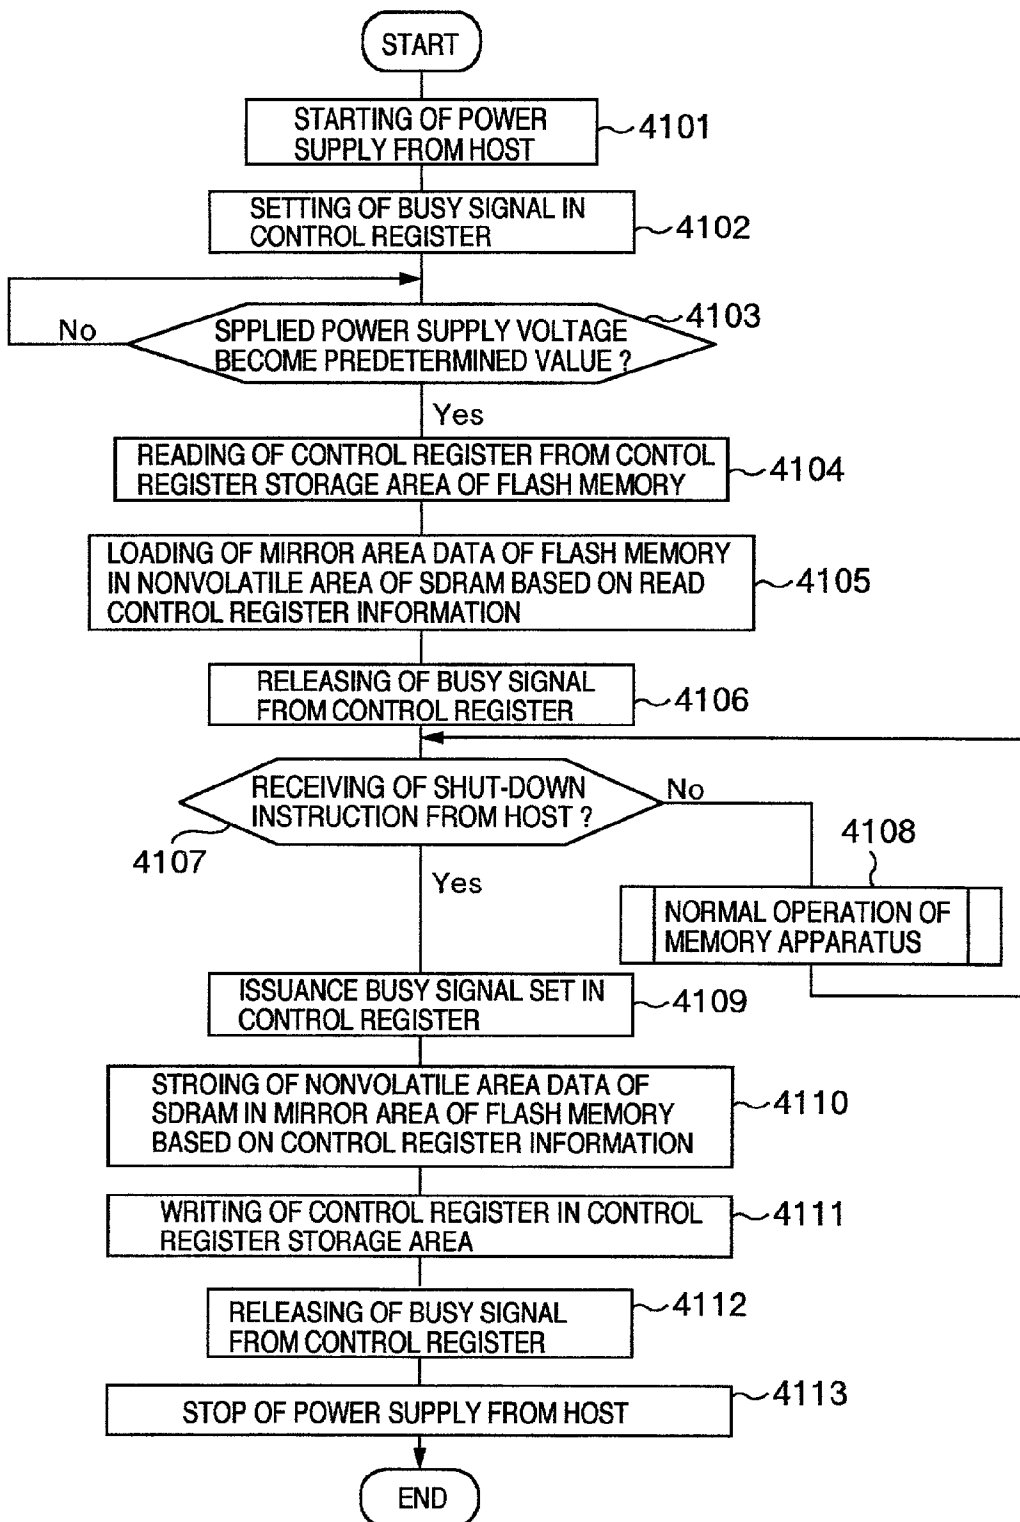 START
STARTING OF POWER
SUPPLY FROM HOST
4101
SETTING OF BUSY SIGNAL IN
CONTROL REGISTER
4102
No
SPPLIED POWER SUPPLY VOLTAGE
BECOME PREDETERMINED VALUE ?
4103
Yes
READING OF CONTROL REGISTER FROM CONTOL
REGISTER STORAGE AREA OF FLASH MEMORY
4104
LOADING OF MIRROR AREA DATA OF FLASH MEMORY
IN NONVOLATILE AREA OF SDRAM BASED ON READ
CONTROL REGISTER INFORMATION
4105
RELEASING OF BUSY SIGNAL
FROM CONTROL REGISTER
4106
RECEIVING OF SHUT-DOWN
INSTRUCTION FROM HOST ?
No
4107
Yes
4108
NORMAL OPERATION OF
MEMORY APPARATUS
ISSUANCE BUSY SIGNAL SET IN
CONTROL REGISTER
4109
STROING OF NONVOLATILE AREA DATA OF
SDRAM IN MIRROR AREA OF FLASH MEMORY
BASED ON CONTROL REGISTER INFORMATION
4110
WRITING OF CONTROL REGISTER IN CONTROL
REGISTER STORAGE AREA
4111
RELEASING OF BUSY SIGNAL
FROM CONTROL REGISTER
4112
STOP OF POWER SUPPLY FROM HOST
4113
END